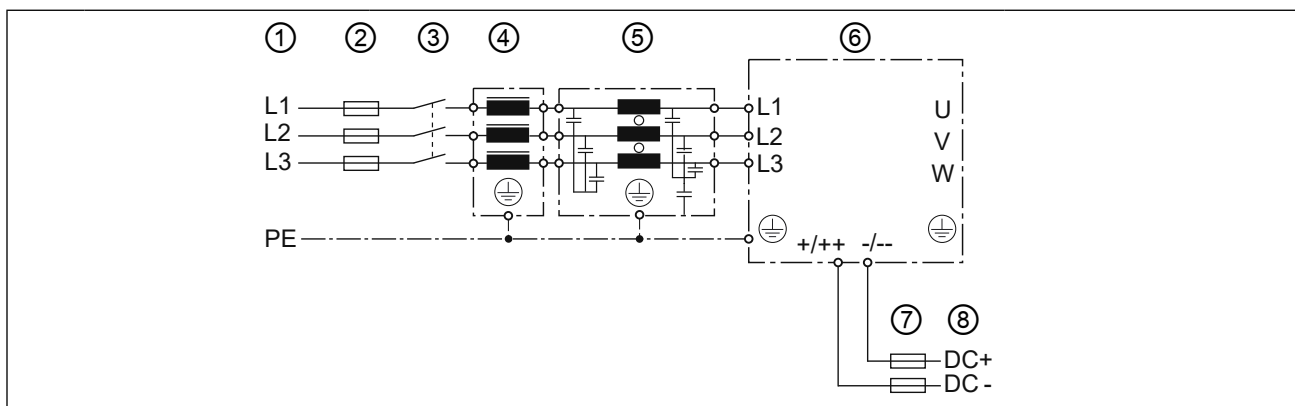 ① ② ③ ④ ⑤ ⑥
L1 L1 U
L2 L2 V
L3 L3 W
PE +/++ -/--
⑦ ⑧
DC+
DC -